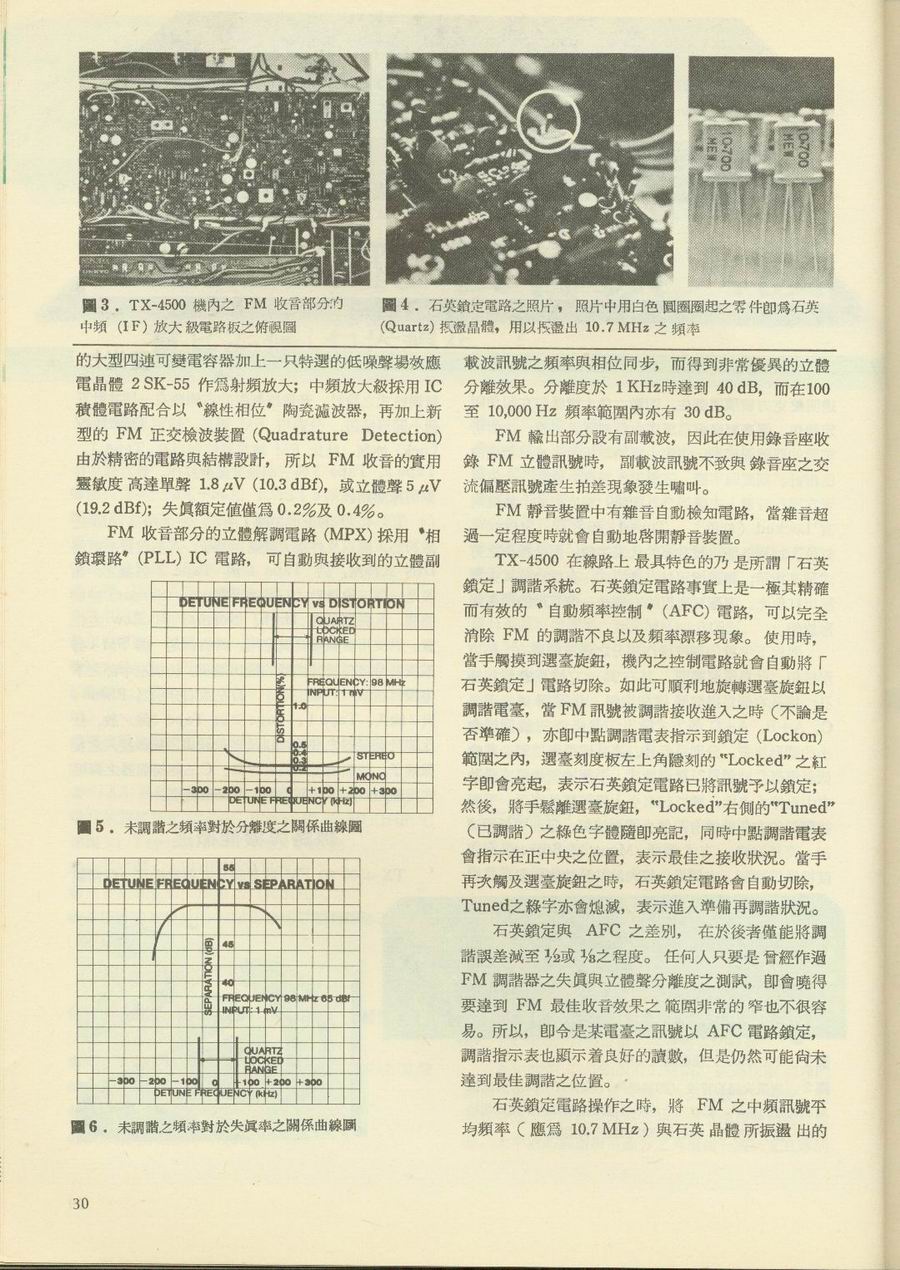 10.700
MEN
10.700
MEN
圖3．TX-4500 機內之 FM 收音部分的
中頻 (IF) 放大級電路板之俯視圖
圖4．石英鎖定電路之照片，照片中用白色圓圈圈起之零件卽爲石英
(Quartz) 振盪晶體，用以振盪出 10.7 MHz 之頻率
的大型四連可變電容器加上一只特選的低噪聲場效應
電晶體 2 SK-55 作爲射頻放大；中頻放大級採用 IC
積體電路配合以〝線性相位〞陶瓷濾波器，再加上新
型的 FM 正交檢波裝置 (Quadrature Detection)
由於精密的電路與結構設計，所以 FM 收音的實用
靈敏度高達單聲 1.8 μV (10.3 dBf)，或立體聲 5 μV
(19.2 dBf)；失眞額定値僅爲 0.2%及 0.4%。
FM 收音部分的立體解調電路 (MPX) 採用〝相
鎖環路〞(PLL) IC 電路，可自動與接收到的立體副
DETUNE FREQUENCY vs DISTORTION
QUARTZ
LOCKED
RANGE
FREQUENCY: 98 MHz
INPUT: 1 mV
DISTORTION(%)
1.0
0.5
0.4
0.3
0.2
STEREO
MONO
−300 −200 −100 0 +100 +200 +300
DETUNE FREQUENCY (kHz)
圖5．未調諧之頻率對於分離度之關係曲線圖
55
DETUNE FREQUENCY vs SEPARATION
SEPARATION (dB)
45
40
FREQUENCY 98 MHz 65 dBf
INPUT: 1 mV
QUARTZ
LOCKED
RANGE
−300 −200 −100 0 +100 +200 +300
DETUNE FREQUENCY (kHz)
圖6．未調諧之頻率對於失眞率之關係曲線圖
載波訊號之頻率與相位同步，而得到非常優異的立體
分離效果。分離度於 1 KHz時達到 40 dB，而在100
至 10,000 Hz 頻率範圍內亦有 30 dB。
FM 輸出部分設有副載波，因此在使用錄音座收
錄 FM 立體訊號時，副載波訊號不致與錄音座之交
流偏壓訊號產生拍差現象發生嘯叫。
FM 靜音裝置中有雜音自動檢知電路，當雜音超
過一定程度時就會自動地啓開靜音裝置。
TX-4500 在線路上最具特色的乃是所謂「石英
鎖定」調諧系統。石英鎖定電路事實上是一極其精確
而有效的〝自動頻率控制〞(AFC) 電路，可以完全
消除 FM 的調諧不良以及頻率漂移現象。使用時，
當手觸摸到選臺旋鈕，機內之控制電路就會自動將「
石英鎖定」電路切除。如此可順利地旋轉選臺旋鈕以
調諧電臺，當 FM 訊號被調諧接收進入之時（不論是
否準確），亦卽中點調諧電表指示到鎖定 (Lockon)
範圍之內，選臺刻度板左上角隱刻的 “Locked” 之紅
字卽會亮起，表示石英鎖定電路已將訊號予以鎖定；
然後，將手鬆離選臺旋鈕，“Locked”右側的“Tuned”
（已調諧）之綠色字體隨卽亮記，同時中點調諧電表
會指示在正中央之位置，表示最佳之接收狀況。當手
再次觸及選臺旋鈕之時，石英鎖定電路會自動切除，
Tuned之綠字亦會熄滅，表示進入準備再調諧狀況。
石英鎖定與 AFC 之差別，在於後者僅能將調
諧誤差減至 ½或 ⅛之程度。任何人只要是曾經作過
FM 調諧器之失眞與立體聲分離度之測試，卽會曉得
要達到 FM 最佳收音效果之範圍非常的窄也不很容
易。所以，卽令是某電臺之訊號以 AFC 電路鎖定，
調諧指示表也顯示着良好的讀數，但是仍然可能尙未
達到最佳調諧之位置。
石英鎖定電路操作之時，將 FM 之中頻訊號平
均頻率（應爲 10.7 MHz）與石英晶體所振盪出的
30